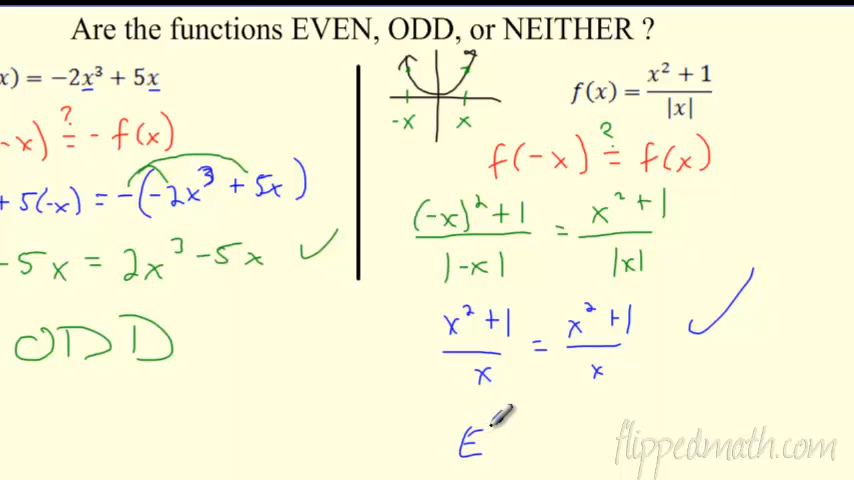 Are the functions EVEN, ODD, or NEITHER ?
x) = −2x³ + 5x
-x) ≟ - f(x)
+ 5(-x) = -(-2x³ + 5x)
- 5x = 2x³ - 5x ✓
ODD
-x x
f(x) = (x² + 1)/|x|
f(-x) ≟ f(x)
((-x)² + 1)/|-x| = (x² + 1)/|x|
(x² + 1)/x = (x² + 1)/x ✓
E
flippedmath.com